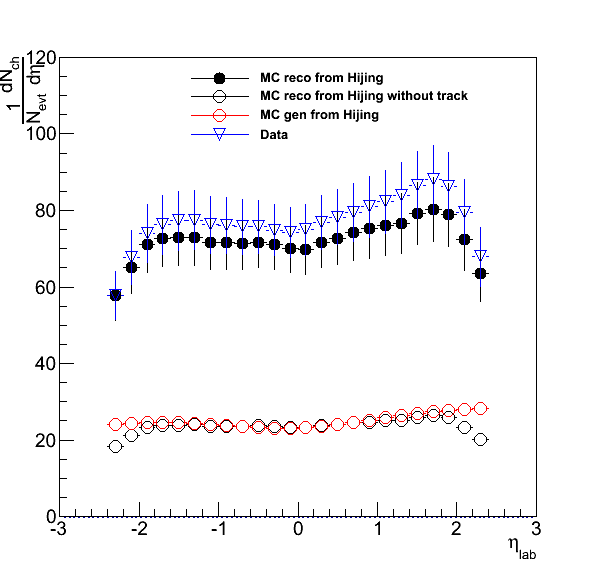 1 dN_ch
N_evt dη
120
100
80
60
40
20
0
MC reco from Hijing
MC reco from Hijing without track
MC gen from Hijing
Data
-3 -2 -1 0 1 2 3
η_lab